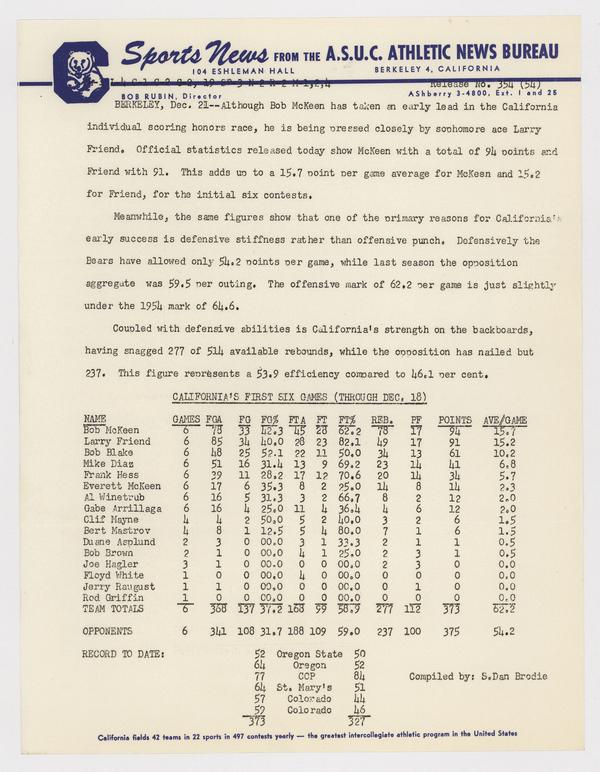 Sports News FROM THE A.S.U.C. ATHLETIC NEWS BUREAU
104 ESHLEMAN HALL BERKELEY 4, CALIFORNIA
Release No. 354 (54)
BOB RUBIN, Director ASHberry 3-4800, Ext. 1 and 25
BERKELEY, Dec. 21--Although Bob McKeen has taken an early lead in the California
individual scoring honors race, he is being pressed closely by sophomore ace Larry
Friend. Official statistics released today show McKeen with a total of 94 points and
Friend with 91. This adds up to a 15.7 point per game average for McKeen and 15.2
for Friend, for the initial six contests.
Meanwhile, the same figures show that one of the primary reasons for California's
early success is defensive stiffness rather than offensive punch. Defensively the
Bears have allowed only 54.2 points per game, while last season the opposition
aggregate was 59.5 per outing. The offensive mark of 62.2 per game is just slightly
under the 1954 mark of 64.6.
Coupled with defensive abilities is California's strength on the backboards,
having snagged 277 of 514 available rebounds, while the opposition has nailed but
237. This figure represents a 53.9 efficiency compared to 46.1 per cent.
CALIFORNIA'S FIRST SIX GAMES (THROUGH DEC. 18)
NAME GAMES FGA FG FG% FTA FT FT% REB. PF POINTS AVE/GAME
Bob McKeen 6 78 33 42.3 45 28 62.2 78 17 94 15.7
Larry Friend 6 85 34 40.0 28 23 82.1 49 17 91 15.2
Bob Blake 6 48 25 52.1 22 11 50.0 34 13 61 10.2
Mike Diaz 6 51 16 31.4 13 9 69.2 23 14 41 6.8
Frank Hess 6 39 11 28.2 17 12 70.6 20 14 34 5.7
Everett McKeen 6 17 6 35.3 8 2 25.0 14 8 14 2.3
Al Winetrub 6 16 5 31.3 3 2 66.7 8 2 12 2.0
Gabe Arrillaga 6 16 4 25.0 11 4 36.4 4 6 12 2.0
Clif Mayne 4 4 2 50.0 5 2 40.0 3 2 6 1.5
Bert Mastrov 4 8 1 12.5 5 4 80.0 7 1 6 1.5
Duane Asplund 2 3 0 00.0 3 1 33.3 2 1 1 0.5
Bob Brown 2 1 0 00.0 4 1 25.0 2 3 1 0.5
Joe Hagler 3 1 0 00.0 0 0 00.0 2 3 0 0.0
Floyd White 1 0 0 00.0 4 0 00.0 0 0 0 0.0
Jerry Raugust 1 1 0 00.0 0 0 00.0 0 1 0 0.0
Rod Griffin 1 0 0 00.0 0 0 00.0 0 0 0 0.0
TEAM TOTALS 6 368 137 37.2 168 99 58.9 277 112 373 62.2
OPPONENTS 6 341 108 31.7 188 109 59.0 237 100 375 54.2
RECORD TO DATE: 52 Oregon State 50
64 Oregon 52
77 COP 84 Compiled by: S.Dan Brodie
64 St. Mary's 51
57 Colorado 44
59 Colorado 46
373 327
California fields 42 teams in 22 sports in 497 contests yearly — the greatest intercollegiate athletic program in the United States